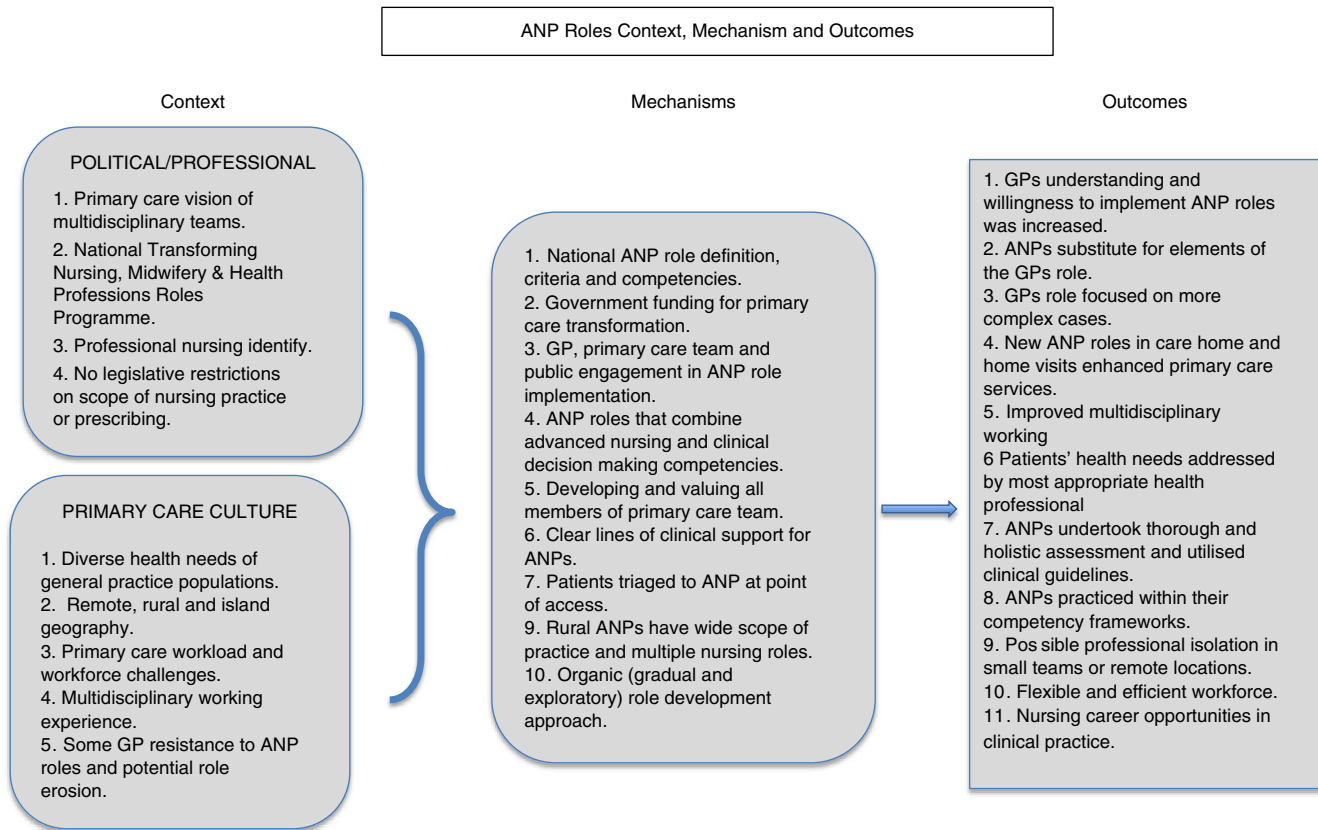 ANP Roles Context, Mechanism and Outcomes
Context
POLITICAL/PROFESSIONAL
1. Primary care vision of
multidisciplinary teams.
2. National Transforming
Nursing, Midwifery & Health
Professions Roles
Programme.
3. Professional nursing identify.
4. No legislative restrictions
on scope of nursing practice
or prescribing.
PRIMARY CARE CULTURE
1. Diverse health needs of
general practice populations.
2. Remote, rural and island
geography.
3. Primary care workload and
workforce challenges.
4. Multidisciplinary working
experience.
5. Some GP resistance to ANP
roles and potential role
erosion.
Mechanisms
1. National ANP role definition,
criteria and competencies.
2. Government funding for primary
care transformation.
3. GP, primary care team and
public engagement in ANP role
implementation.
4. ANP roles that combine
advanced nursing and clinical
decision making competencies.
5. Developing and valuing all
members of primary care team.
6. Clear lines of clinical support for
ANPs.
7. Patients triaged to ANP at point
of access.
9. Rural ANPs have wide scope of
practice and multiple nursing roles.
10. Organic (gradual and
exploratory) role development
approach.
Outcomes
1. GPs understanding and
willingness to implement ANP roles
was increased.
2. ANPs substitute for elements of
the GPs role.
3. GPs role focused on more
complex cases.
4. New ANP roles in care home and
home visits enhanced primary care
services.
5. Improved multidisciplinary
working
6 Patients' health needs addressed
by most appropriate health
professional
7. ANPs undertook thorough and
holistic assessment and utilised
clinical guidelines.
8. ANPs practiced within their
competency frameworks.
9. Pos sible professional isolation in
small teams or remote locations.
10. Flexible and efficient workforce.
11. Nursing career opportunities in
clinical practice.